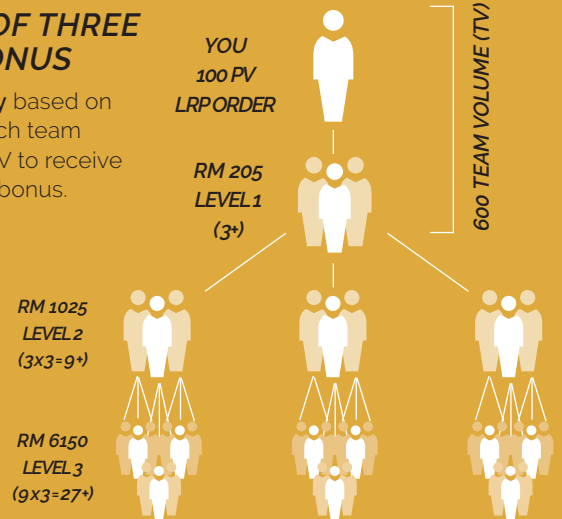 OF THREE
ONUS
y based on
ch team
V to receive
bonus.
YOU
100 PV
LRP ORDER
600 TEAM VOLUME (TV)
RM 205
LEVEL 1
(3+)
RM 1025
LEVEL 2
(3x3=9+)
RM 6150
LEVEL 3
(9x3=27+)